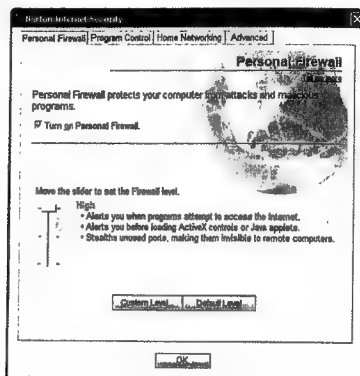 Norton Internet Security
Personal Firewall Program Control Home Networking Advanced
Personal Firewall
Personal Firewall protects your computer from attacks and malicious
programs.
Turn on Personal Firewall.
Move the slider to set the Firewall level.
High
• Alerts you when programs attempt to access the Internet.
• Alerts you before loading ActiveX controls or Java applets.
• Stealths unused ports, making them invisible to remote computers.
Custom Level Default Level
OK